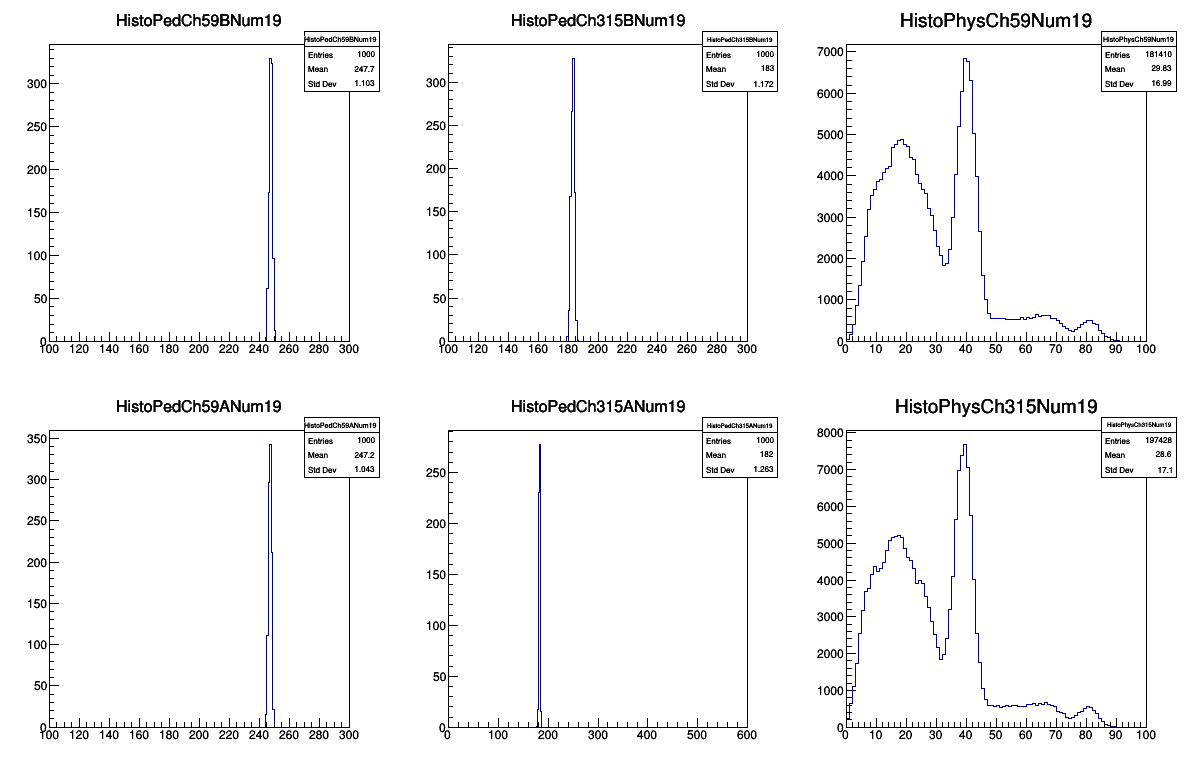 HistoPedCh59BNum19
HistoPedCh59BNum19
Entries 1000
Mean 247.7
Std Dev 1.103
300
250
200
150
100
50
0
100 120 140 160 180 200 220 240 260 280 300
HistoPedCh315BNum19
HistoPedCh315BNum19
Entries 1000
Mean 183
Std Dev 1.172
300
250
200
150
100
50
0
100 120 140 160 180 200 220 240 260 280 300
HistoPhysCh59Num19
HistoPhysCh59Num19
Entries 181410
Mean 29.83
Std Dev 16.99
7000
6000
5000
4000
3000
2000
1000
0
0 10 20 30 40 50 60 70 80 90 100
HistoPedCh59ANum19
HistoPedCh59ANum19
Entries 1000
Mean 247.2
Std Dev 1.043
350
300
250
200
150
100
50
0
100 120 140 160 180 200 220 240 260 280 300
HistoPedCh315ANum19
HistoPedCh315ANum19
Entries 1000
Mean 182
Std Dev 1.263
250
200
150
100
50
0
0 100 200 300 400 500 600
HistoPhysCh315Num19
HistoPhysCh315Num19
Entries 197428
Mean 28.6
Std Dev 17.1
8000
7000
6000
5000
4000
3000
2000
1000
0
0 10 20 30 40 50 60 70 80 90 100